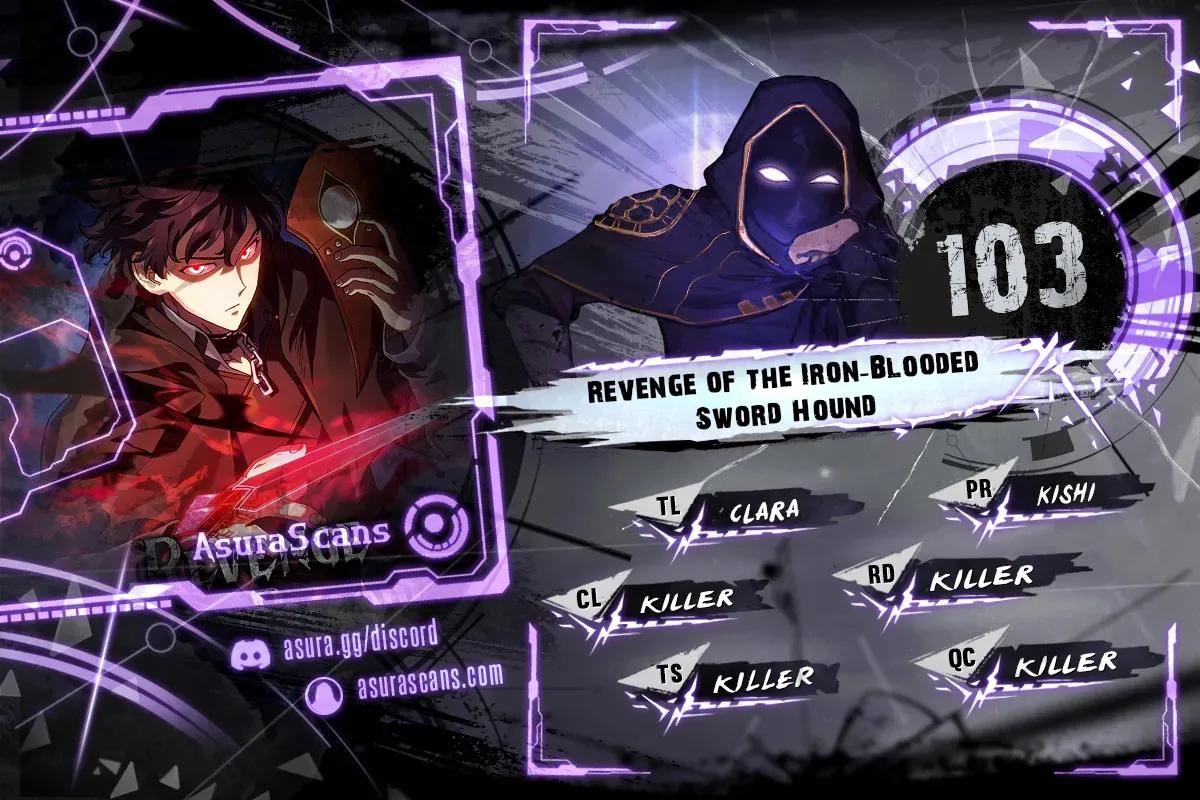 103
REVENGE OF THE IRON-BLOODED
SWORD HOUND
TL CLARA
PR KISHI
CL KILLER
RD KILLER
TS KILLER
QC KILLER
AsuraScans
REVENGE
asura.gg/discord
asurascans.com